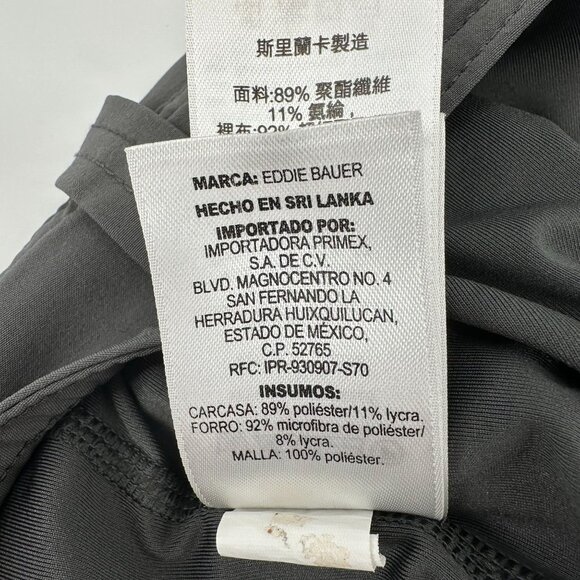 斯里蘭卡製造
面料:89% 聚酯纖維
11% 氨綸,
裡布:92%
MARCA: EDDIE BAUER
HECHO EN SRI LANKA
IMPORTADO POR:
IMPORTADORA PRIMEX,
S.A. DE C.V.
BLVD. MAGNOCENTRO NO. 4
SAN FERNANDO LA
HERRADURA HUIXQUILUCAN,
ESTADO DE MÉXICO,
C.P. 52765
RFC: IPR-930907-S70
INSUMOS:
CARCASA: 89% poliéster/11% lycra.
FORRO: 92% microfibra de poliéster/
8% lycra.
MALLA: 100% poliéster.